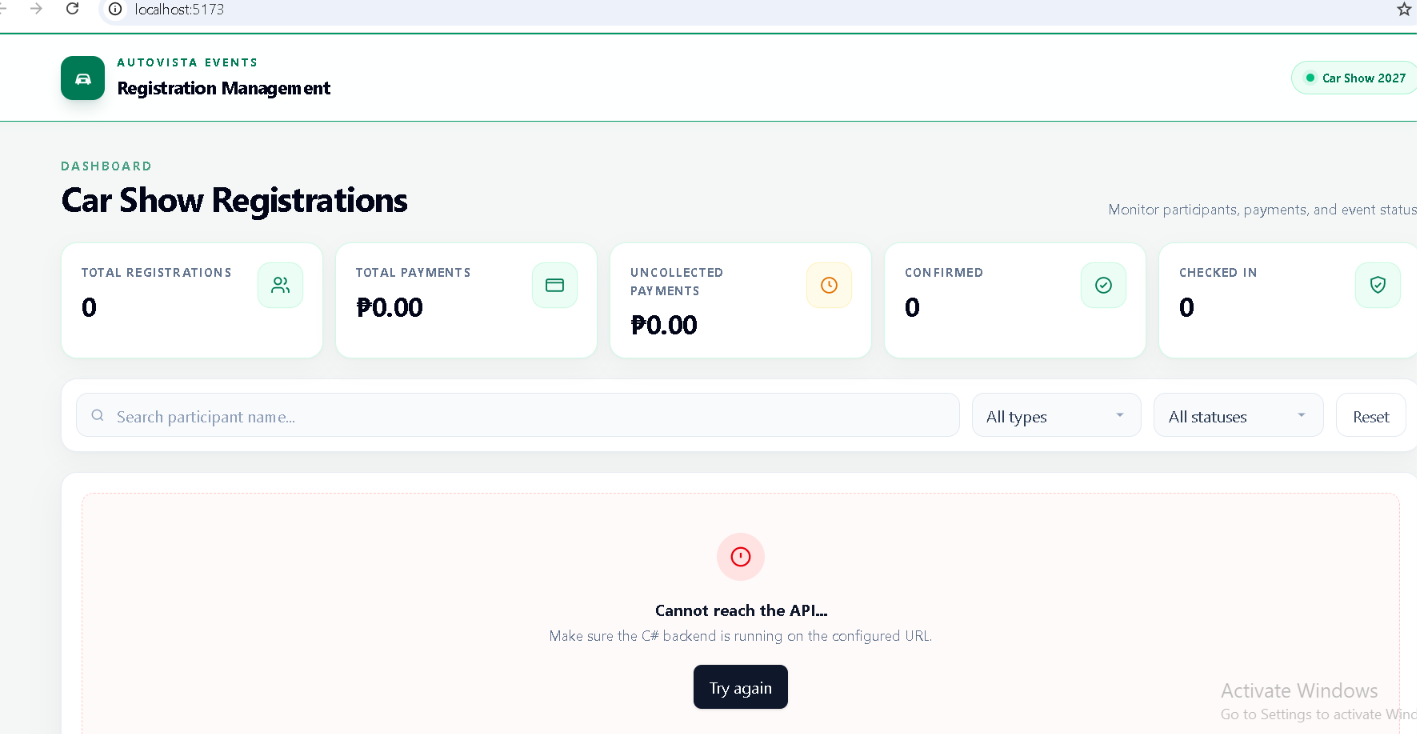 localhost:5173
AUTOVISTA EVENTS
Registration Management
Car Show 2027
DASHBOARD
Car Show Registrations
Monitor participants, payments, and event status
TOTAL REGISTRATIONS
0
TOTAL PAYMENTS
₱0.00
UNCOLLECTED
PAYMENTS
₱0.00
CONFIRMED
0
CHECKED IN
0
Search participant name...
All types
All statuses
Reset
Cannot reach the API...
Make sure the C# backend is running on the configured URL.
Try again
Activate Windows
Go to Settings to activate Wind